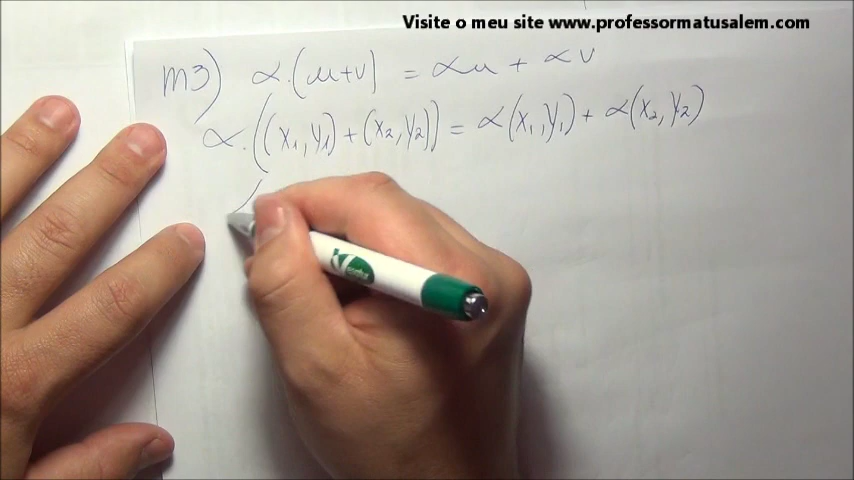 Visite o meu site www.professormatusalem.com
m3) α.(u+v) = αu + αv
α.((x₁,y₁)+(x₂,y₂)) = α(x₁,y₁)+ α(x₂,y₂)